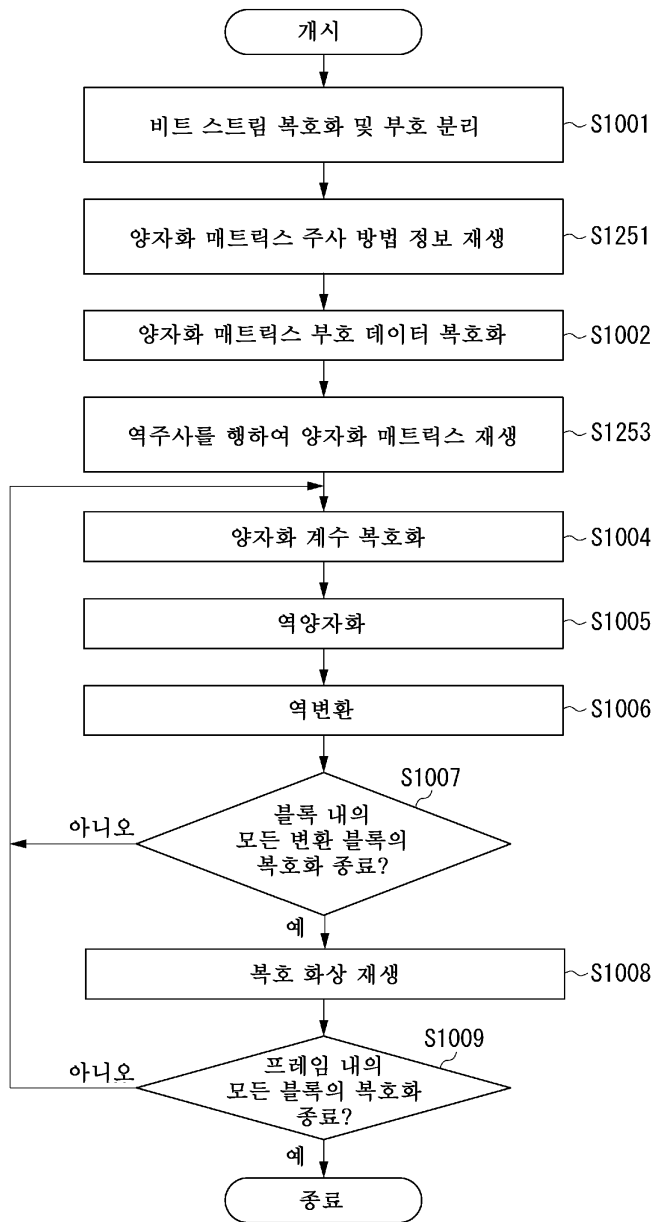 개시
비트 스트림 복호화 및 부호 분리
S1001
양자화 매트릭스 주사 방법 정보 재생
S1251
양자화 매트릭스 부호 데이터 복호화
S1002
역주사를 행하여 양자화 매트릭스 재생
S1253
양자화 계수 복호화
S1004
역양자화
S1005
역변환
S1006
S1007
아니오
블록 내의
모든 변환 블록의
복호화 종료?
예
복호 화상 재생
S1008
S1009
아니오
프레임 내의
모든 블록의 복호화
종료?
예
종료